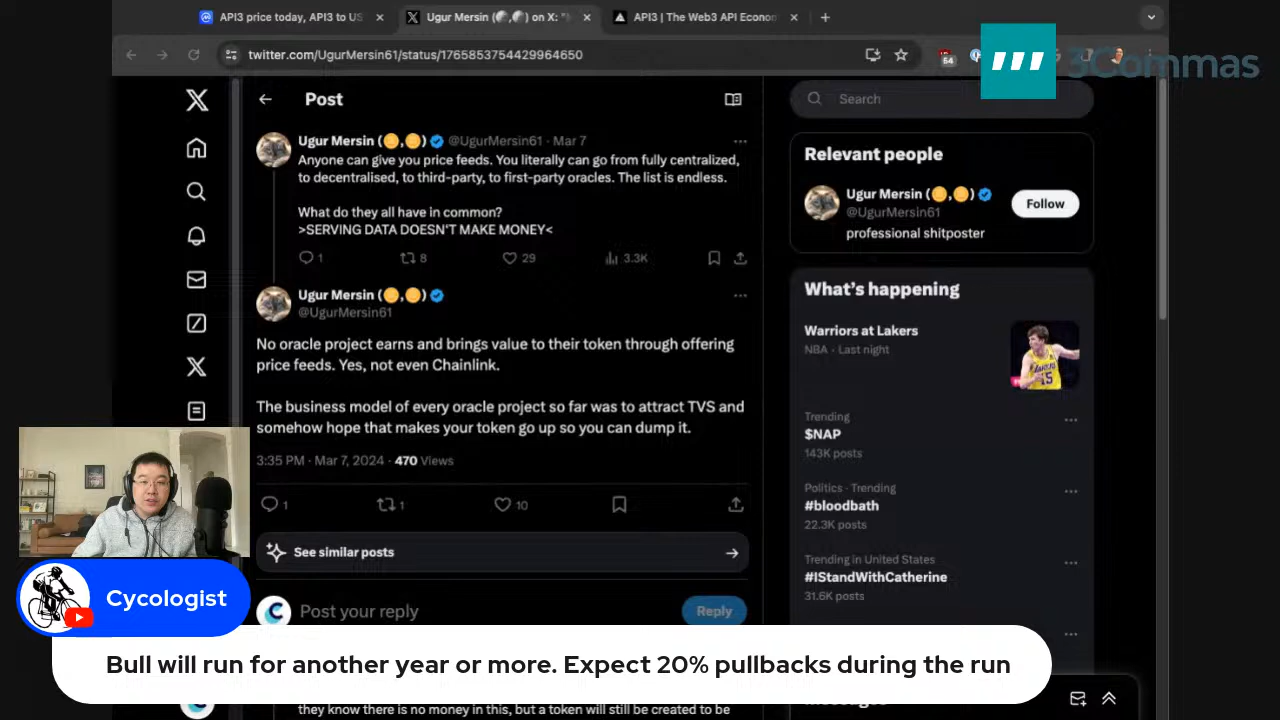 API3 price today, API3 to US
Ugur Mersin (🪙,🪙) on X: "
API3 | The Web3 API Econom
twitter.com/UgurMersin61/status/1765853754429964650
54
3Commas
Post
Search
Ugur Mersin (🪙,🪙) @UgurMersin61 · Mar 7
Anyone can give you price feeds. You literally can go from fully centralized,
to decentralised, to third-party, to first-party oracles. The list is endless.
What do they all have in common?
>SERVING DATA DOESN'T MAKE MONEY<
1 8 29 3.3K
Ugur Mersin (🪙,🪙)
@UgurMersin61
No oracle project earns and brings value to their token through offering
price feeds. Yes, not even Chainlink.
The business model of every oracle project so far was to attract TVS and
somehow hope that makes your token go up so you can dump it.
3:35 PM · Mar 7, 2024 · 470 Views
1 1 10
See similar posts
Post your reply
Reply
Relevant people
Ugur Mersin (🪙,🪙)
@UgurMersin61
Follow
professional shitposter
What's happening
Warriors at Lakers
NBA · Last night
Trending
$NAP
143K posts
Politics · Trending
#bloodbath
22.3K posts
Trending in United States
#IStandWithCatherine
31.6K posts
Cycologist
Bull will run for another year or more. Expect 20% pullbacks during the run
they know there is no money in this, but a token will still be created to be